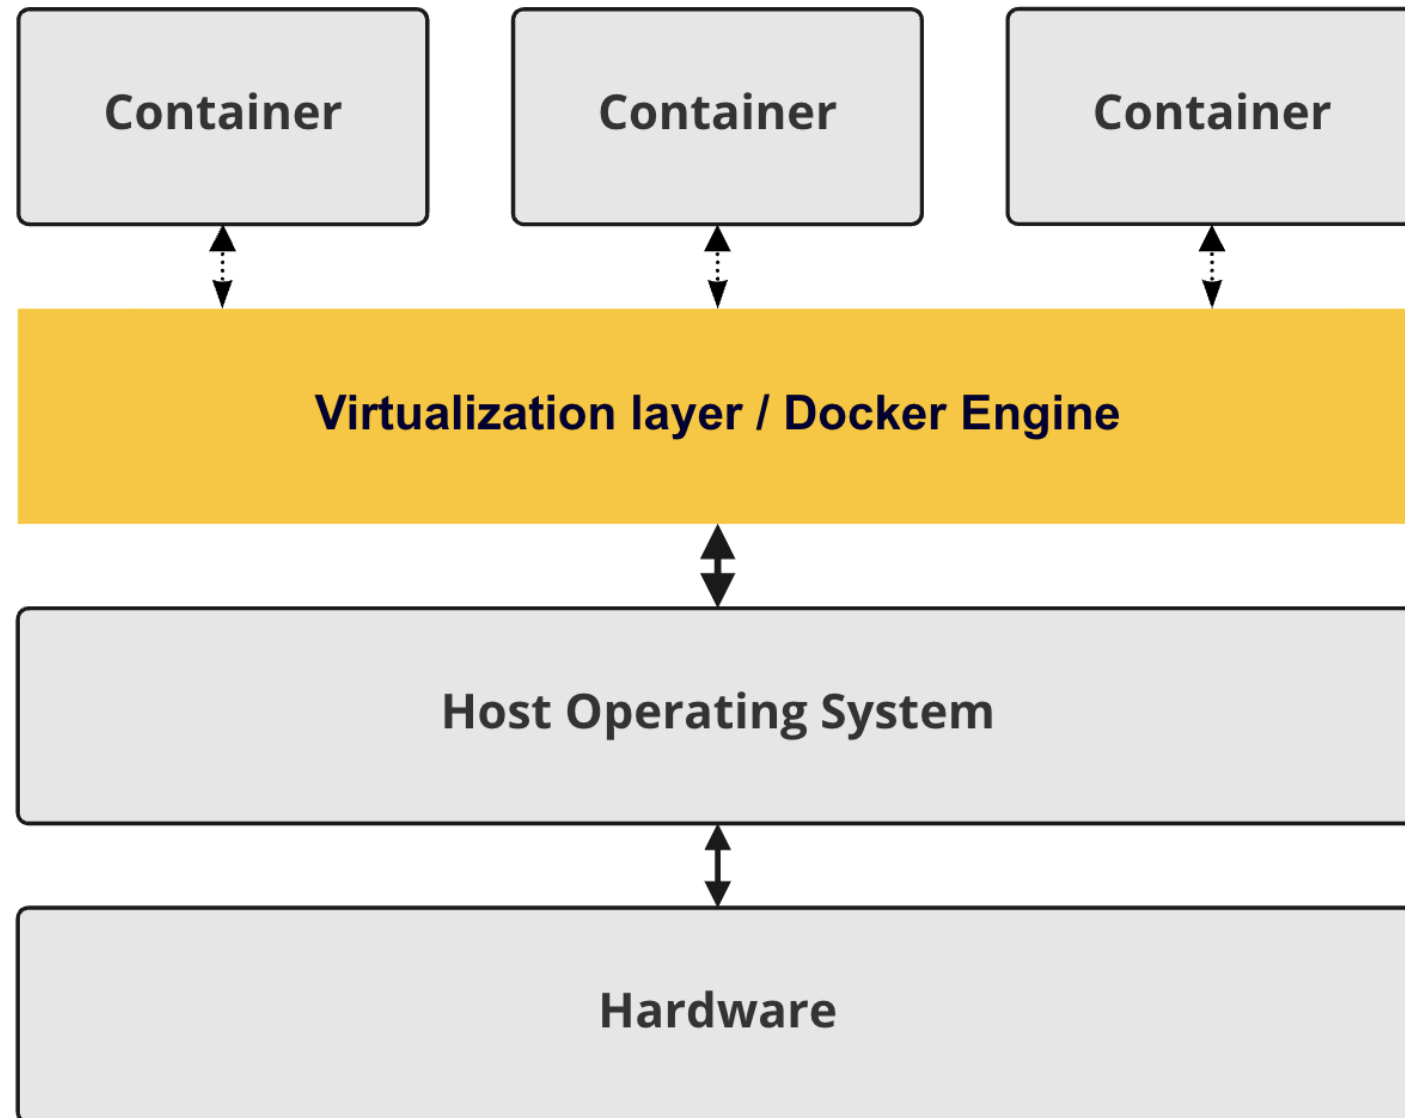 Container
Container
Container
Virtualization layer / Docker Engine
Host Operating System
Hardware